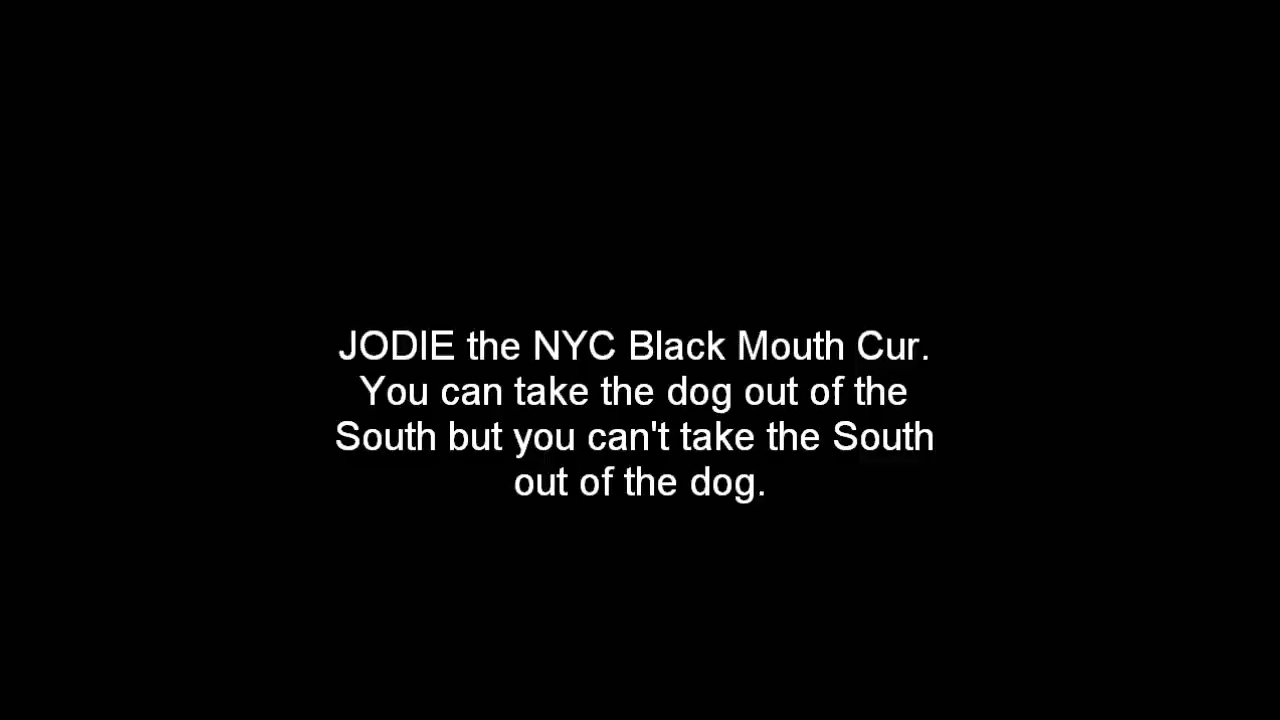 JODIE the NYC Black Mouth Cur.
You can take the dog out of the
South but you can't take the South
out of the dog.